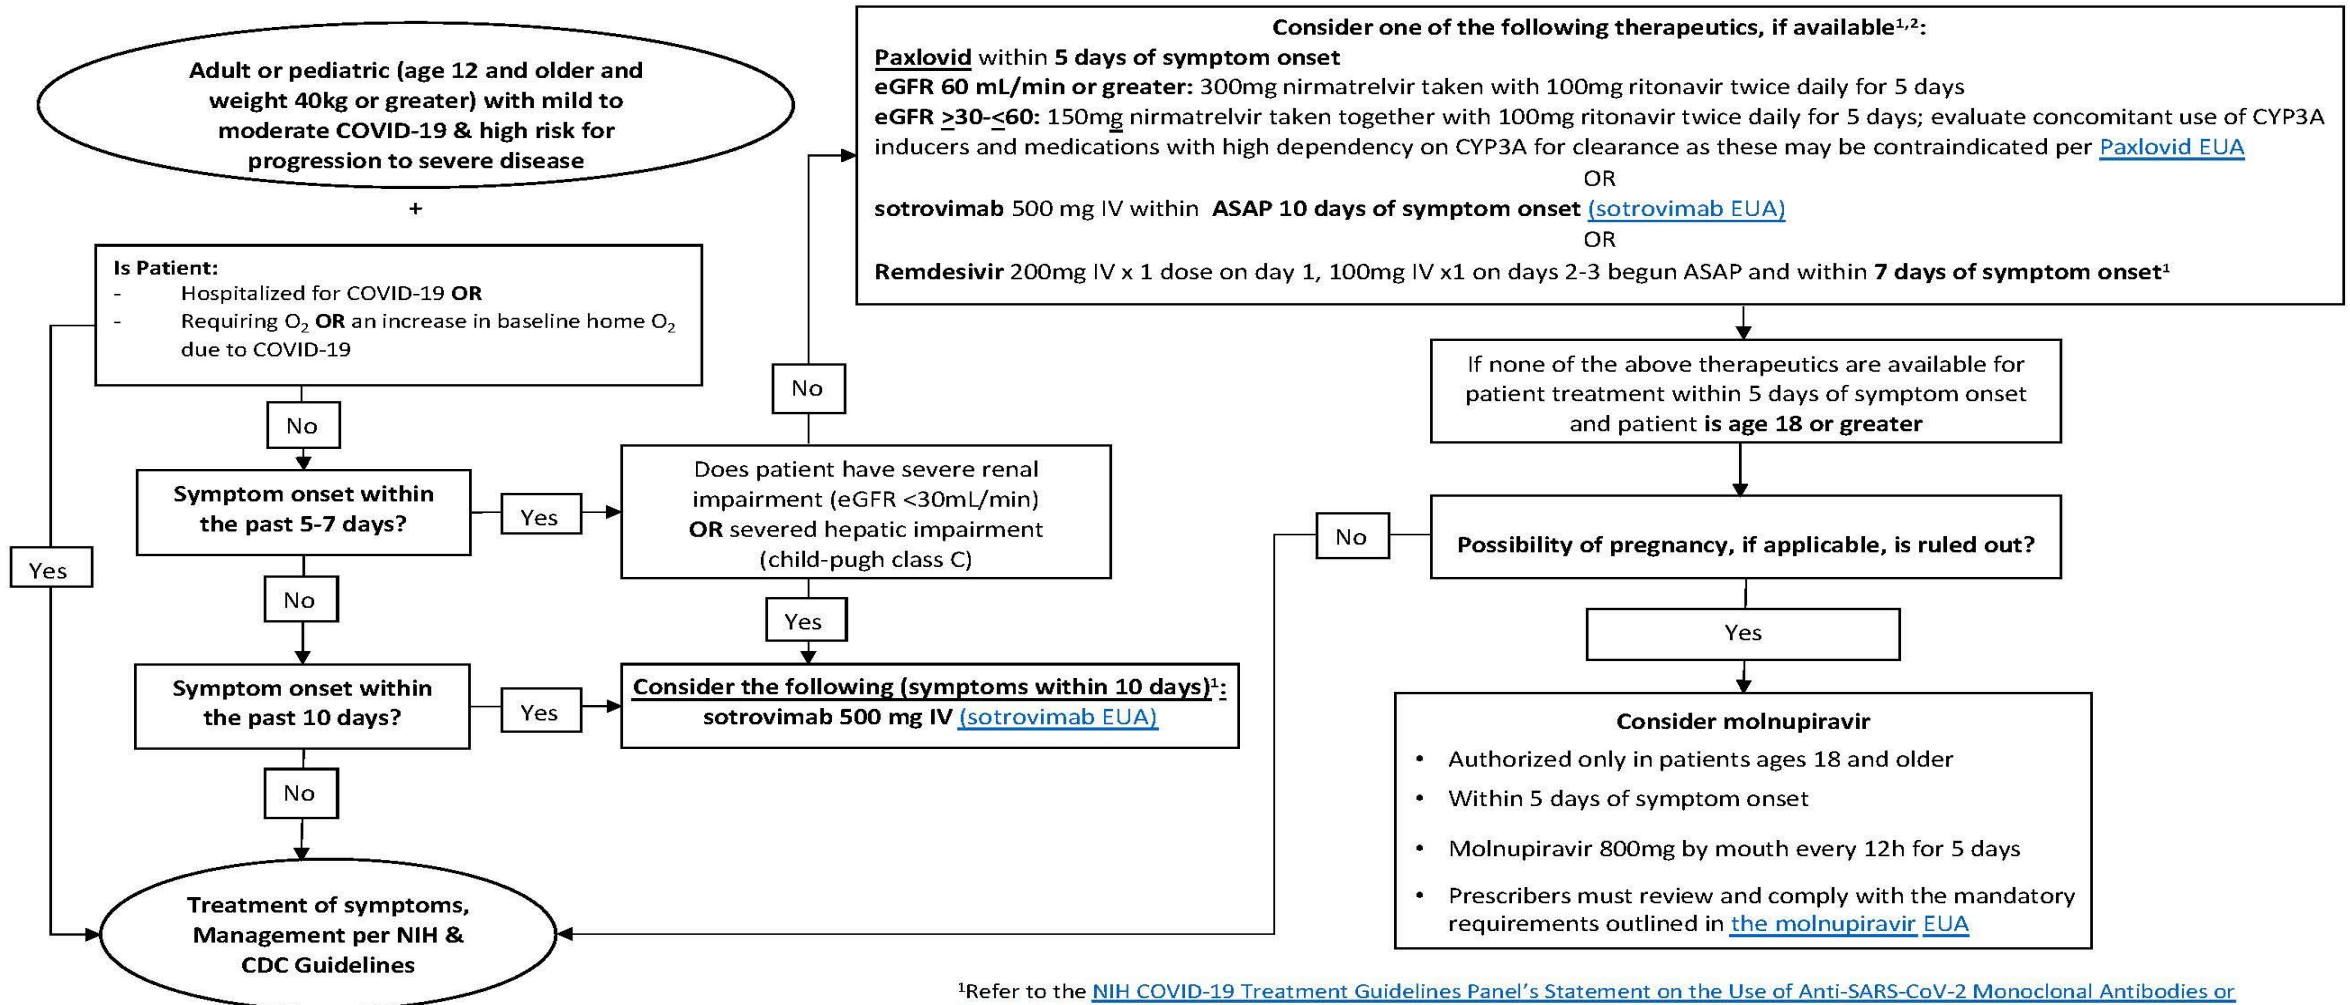 Adult or pediatric (age 12 and older and
weight 40kg or greater) with mild to
moderate COVID-19 & high risk for
progression to severe disease
+
Is Patient:
- Hospitalized for COVID-19 OR
- Requiring O2 OR an increase in baseline home O2
due to COVID-19
Yes
No
Symptom onset within
the past 5-7 days?
Yes
No
Symptom onset within
the past 10 days?
Yes
No
Treatment of symptoms,
Management per NIH &
CDC Guidelines
Does patient have severe renal
impairment (eGFR <30mL/min)
OR severed hepatic impairment
(child-pugh class C)
No
Yes
Consider the following (symptoms within 10 days)¹:
sotrovimab 500 mg IV (sotrovimab EUA)
Consider one of the following therapeutics, if available¹,²:
Paxlovid within 5 days of symptom onset
eGFR 60 mL/min or greater: 300mg nirmatrelvir taken with 100mg ritonavir twice daily for 5 days
eGFR >30-<60: 150mg nirmatrelvir taken together with 100mg ritonavir twice daily for 5 days; evaluate concomitant use of CYP3A
inducers and medications with high dependency on CYP3A for clearance as these may be contraindicated per Paxlovid EUA
OR
sotrovimab 500 mg IV within ASAP 10 days of symptom onset (sotrovimab EUA)
OR
Remdesivir 200mg IV x 1 dose on day 1, 100mg IV x1 on days 2-3 begun ASAP and within 7 days of symptom onset¹
If none of the above therapeutics are available for
patient treatment within 5 days of symptom onset
and patient is age 18 or greater
Possibility of pregnancy, if applicable, is ruled out?
No
Yes
Consider molnupiravir
• Authorized only in patients ages 18 and older
• Within 5 days of symptom onset
• Molnupiravir 800mg by mouth every 12h for 5 days
• Prescribers must review and comply with the mandatory
requirements outlined in the molnupiravir EUA
¹Refer to the NIH COVID-19 Treatment Guidelines Panel's Statement on the Use of Anti-SARS-CoV-2 Monoclonal Antibodies or